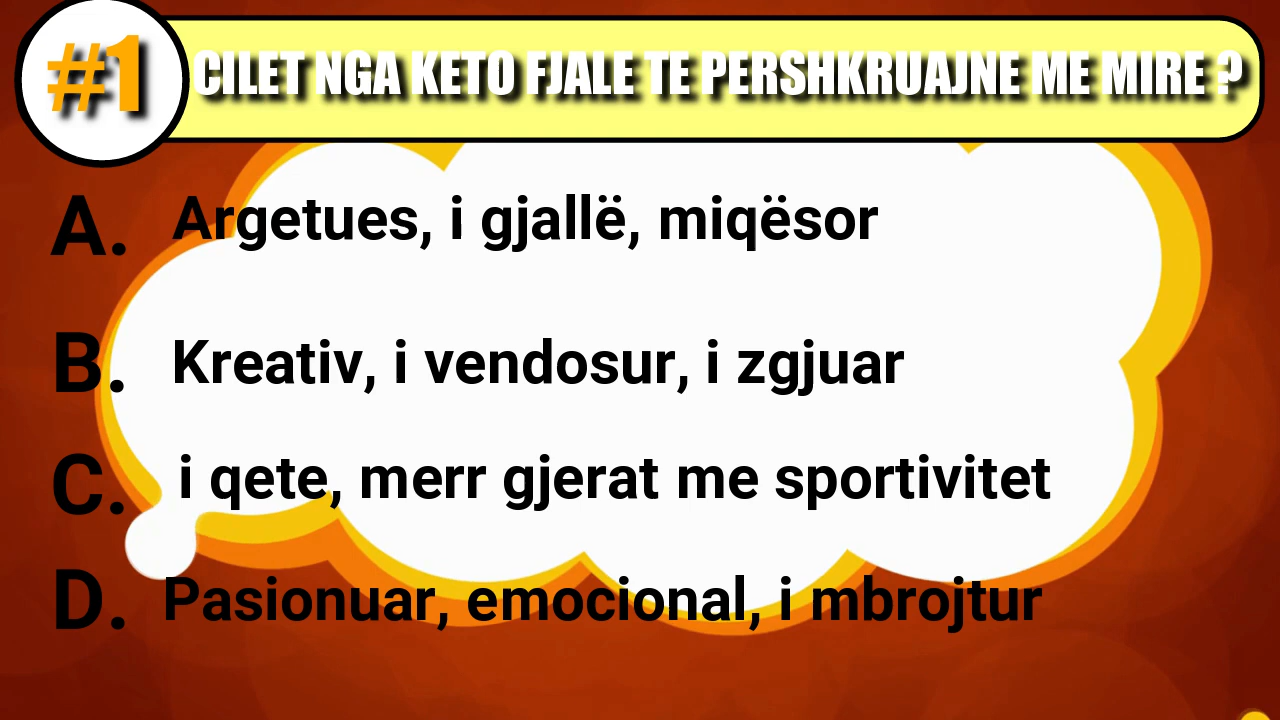 #1 CILET NGA KETO FJALE TE PERSHKRUAJNE ME MIRE ?
A. Argetues, i gjallë, miqësor
B. Kreativ, i vendosur, i zgjuar
C. i qete, merr gjerat me sportivitet
D. Pasionuar, emocional, i mbrojtur